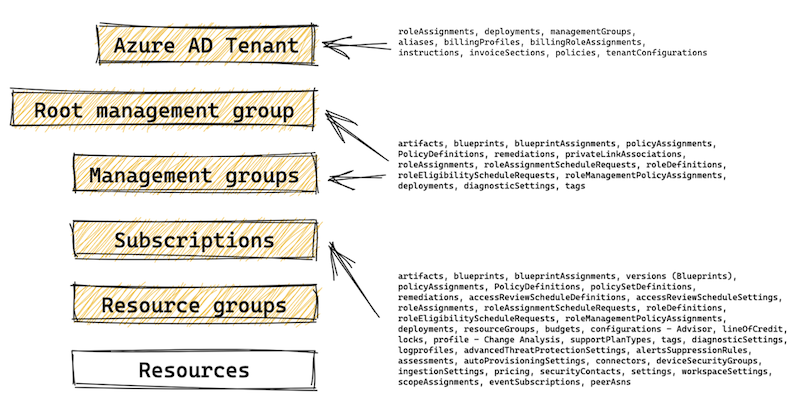 Azure AD Tenant
roleAssignments, deployments, managementGroups,
aliases, billingProfiles, billingRoleAssignments,
instructions, invoiceSections, policies, tenantConfigurations
Root management group
Management groups
artifacts, blueprints, blueprintAssignments, policyAssignments,
PolicyDefinitions, remediations, privateLinkAssociations,
roleAssignments, roleAssignmentScheduleRequests, roleDefinitions,
roleEligibilityScheduleRequests, roleManagementPolicyAssignments,
deployments, diagnosticSettings, tags
Subscriptions
Resource groups
Resources
artifacts, blueprints, blueprintAssignments, versions (Blueprints),
policyAssignments, PolicyDefinitions, policySetDefinitions,
remediations, accessReviewScheduleDefinitions, accessReviewScheduleSettings,
roleAssignments, roleAssignmentScheduleRequests, roleDefinitions,
roleEligibilityScheduleRequests, roleManagementPolicyAssignments,
deployments, resourceGroups, budgets, configurations - Advisor, lineOfCredit,
locks, profile - Change Analysis, supportPlanTypes, tags, diagnosticSettings,
logprofiles, advancedThreatProtectionSettings, alertsSuppressionRules,
assessments, autoProvisioningSettings, connectors, deviceSecurityGroups,
ingestionSettings, pricing, securityContacts, settings, workspaceSettings,
scopeAssignments, eventSubscriptions, peerAsns